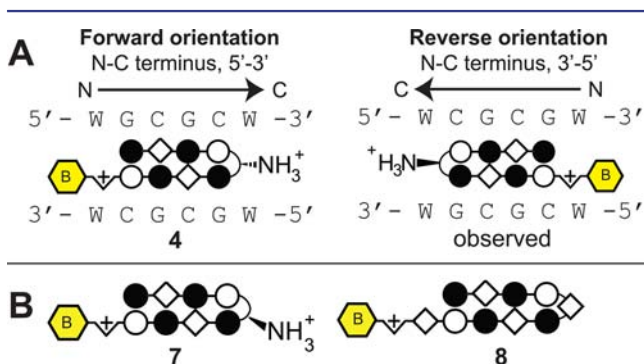 A
Forward orientation
N-C terminus, 5'-3'
N C
5′- W G C G C W -3′
B + NH3+
3′- W C G C G W -5′
4
Reverse orientation
N-C terminus, 3'-5'
C N
5′- W G C G C W -3′
+H3N + B
3′- W C G C G W -5′
observed
B
B + NH3+
7
B +
8